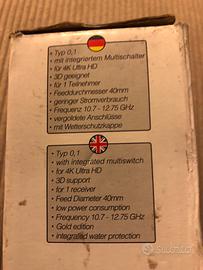 • Typ 0,1
• mit integriertem Multischalter
• für 4K Ultra HD
• 3D geeignet
• für 1 Teilnehmer
• Feeddurchmesser 40mm
geringer Stromverbrauch
• Frequenz 10.7 - 12.75 GHz
• vergoldete Anschlüsse
• mit Wetterschutzkappe
• Typ 0,1
• with integrated multiswitch
• for 4K Ultra HD
• 3D support
• for 1 receiver
• Feed Diameter 40mm
• low power consumption
• Frequency 10.7 - 12.75 GHz
• Gold edition
• integrated water protection
Subito.it